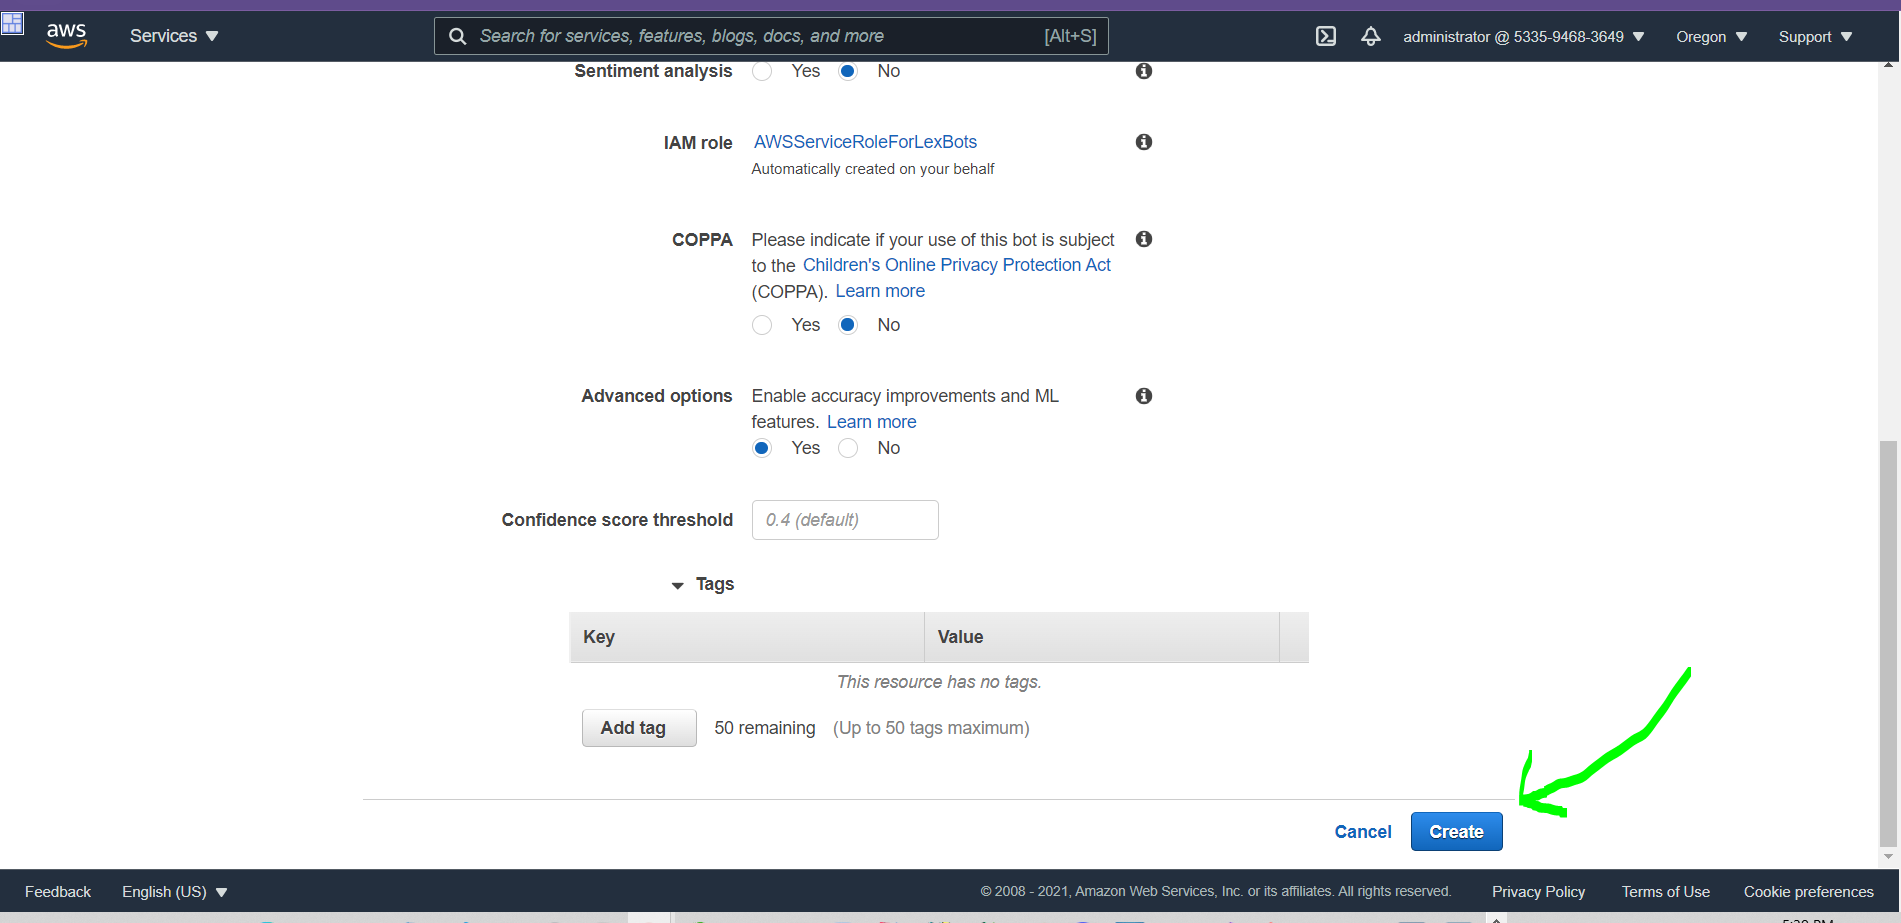 aws Services Search for services, features, blogs, docs, and more [Alt+S] administrator @ 5335-9468-3649 Oregon Support
Sentiment analysis Yes No
IAM role AWSServiceRoleForLexBots
Automatically created on your behalf
COPPA Please indicate if your use of this bot is subject
to the Children's Online Privacy Protection Act
(COPPA). Learn more
Yes No
Advanced options Enable accuracy improvements and ML
features. Learn more
Yes No
Confidence score threshold 0.4 (default)
Tags
Key Value
This resource has no tags.
Add tag 50 remaining (Up to 50 tags maximum)
Cancel Create
Feedback English (US) © 2008 - 2021, Amazon Web Services, Inc. or its affiliates. All rights reserved. Privacy Policy Terms of Use Cookie preferences